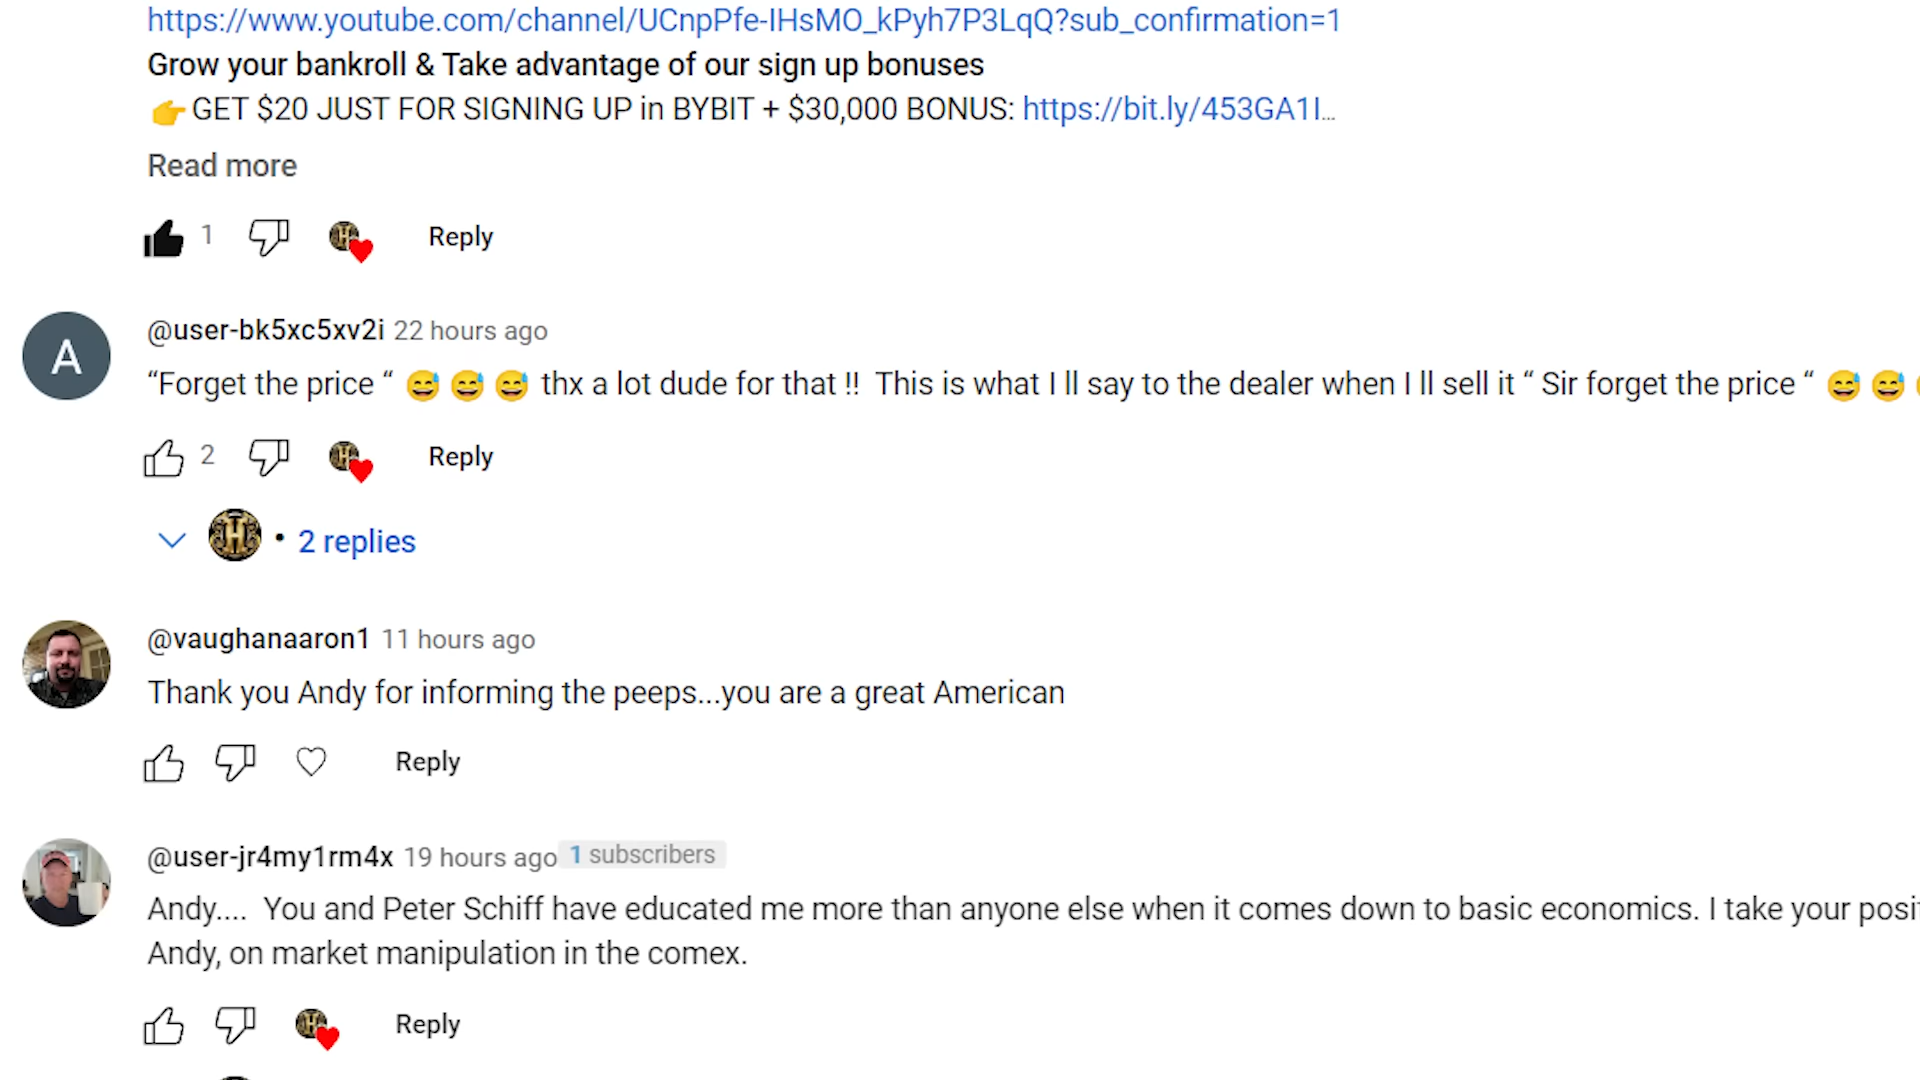 https://www.youtube.com/channel/UCnpPfe-IHsMO_kPyh7P3LqQ?sub_confirmation=1
Grow your bankroll & Take advantage of our sign up bonuses
👉GET $20 JUST FOR SIGNING UP in BYBIT + $30,000 BONUS: https://bit.ly/453GA1I...
Read more
1 Reply
A
@user-bk5xc5xv2i 22 hours ago
“Forget the price “ 😅 😅 😅 thx a lot dude for that !! This is what I ll say to the dealer when I ll sell it “ Sir forget the price “ 😅 😅
2 Reply
H • 2 replies
@vaughanaaron1 11 hours ago
Thank you Andy for informing the peeps...you are a great American
Reply
@user-jr4my1rm4x 19 hours ago 1 subscribers
Andy.... You and Peter Schiff have educated me more than anyone else when it comes down to basic economics. I take your
Andy, on market manipulation in the comex.
Reply